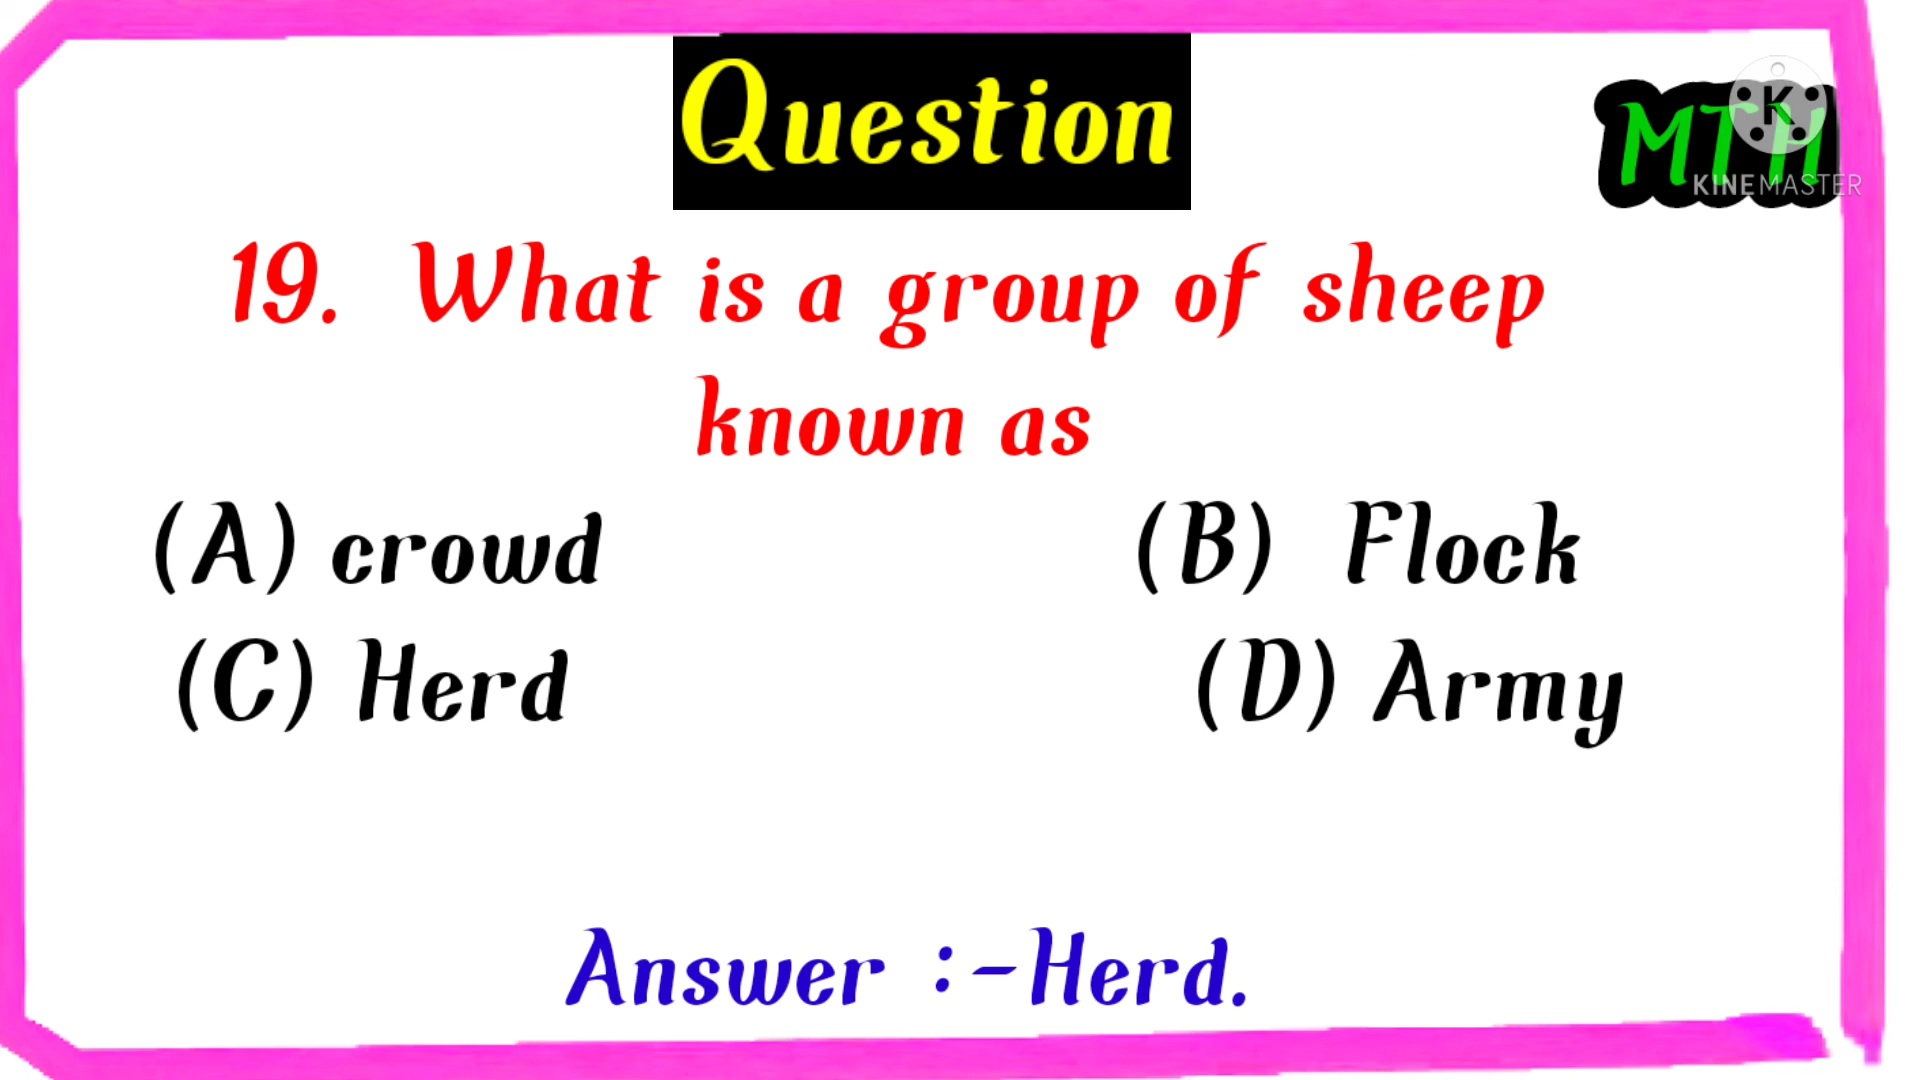 Question
MTH
KINEMASTER
19. What is a group of sheep
known as
(A) crowd (B) Flock
(C) Herd (D) Army
Answer :-Herd.